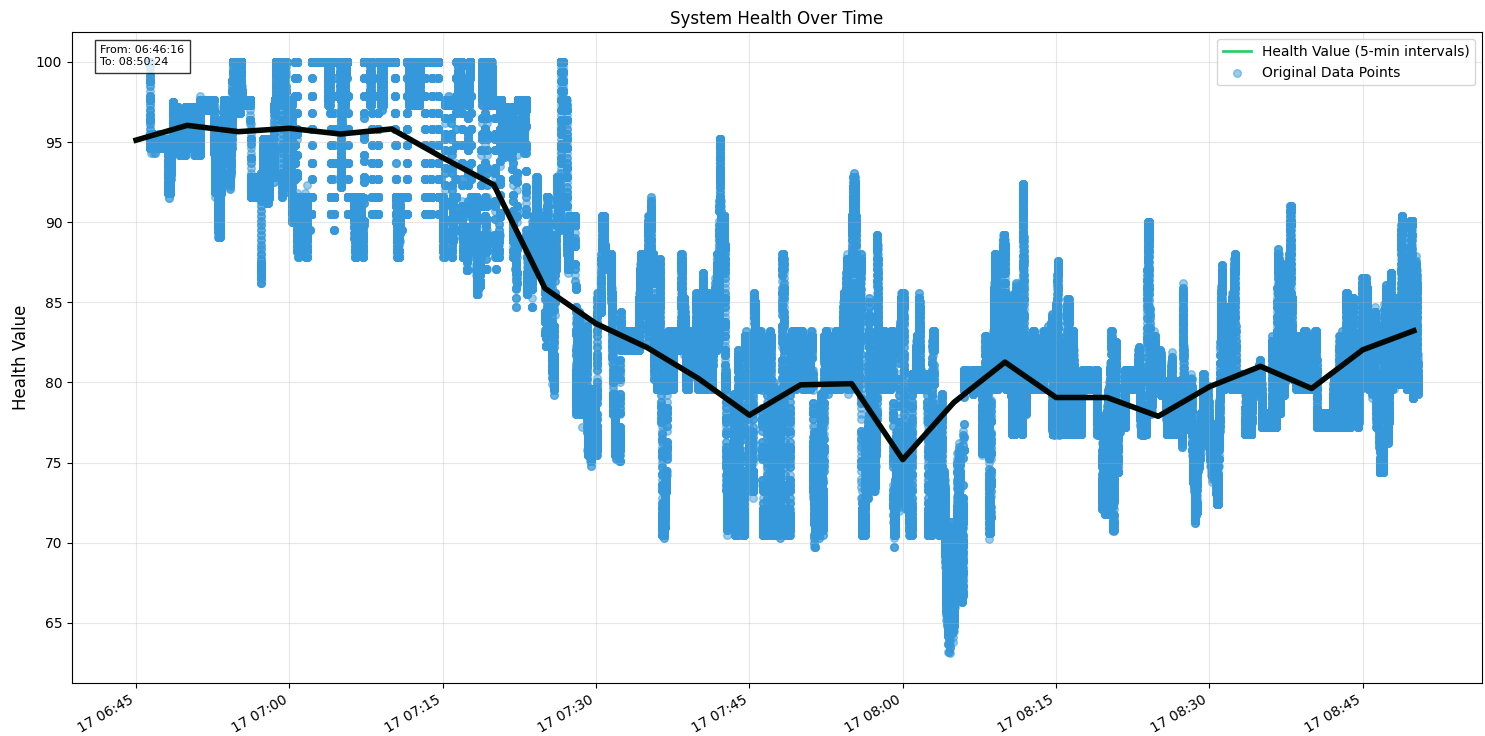 System Health Over Time
From: 06:46:16
To: 08:50:24
Health Value (5-min intervals)
Original Data Points
Health Value
100
95
90
85
80
75
70
65
17 06:45
17 07:00
17 07:15
17 07:30
17 07:45
17 08:00
17 08:15
17 08:30
17 08:45